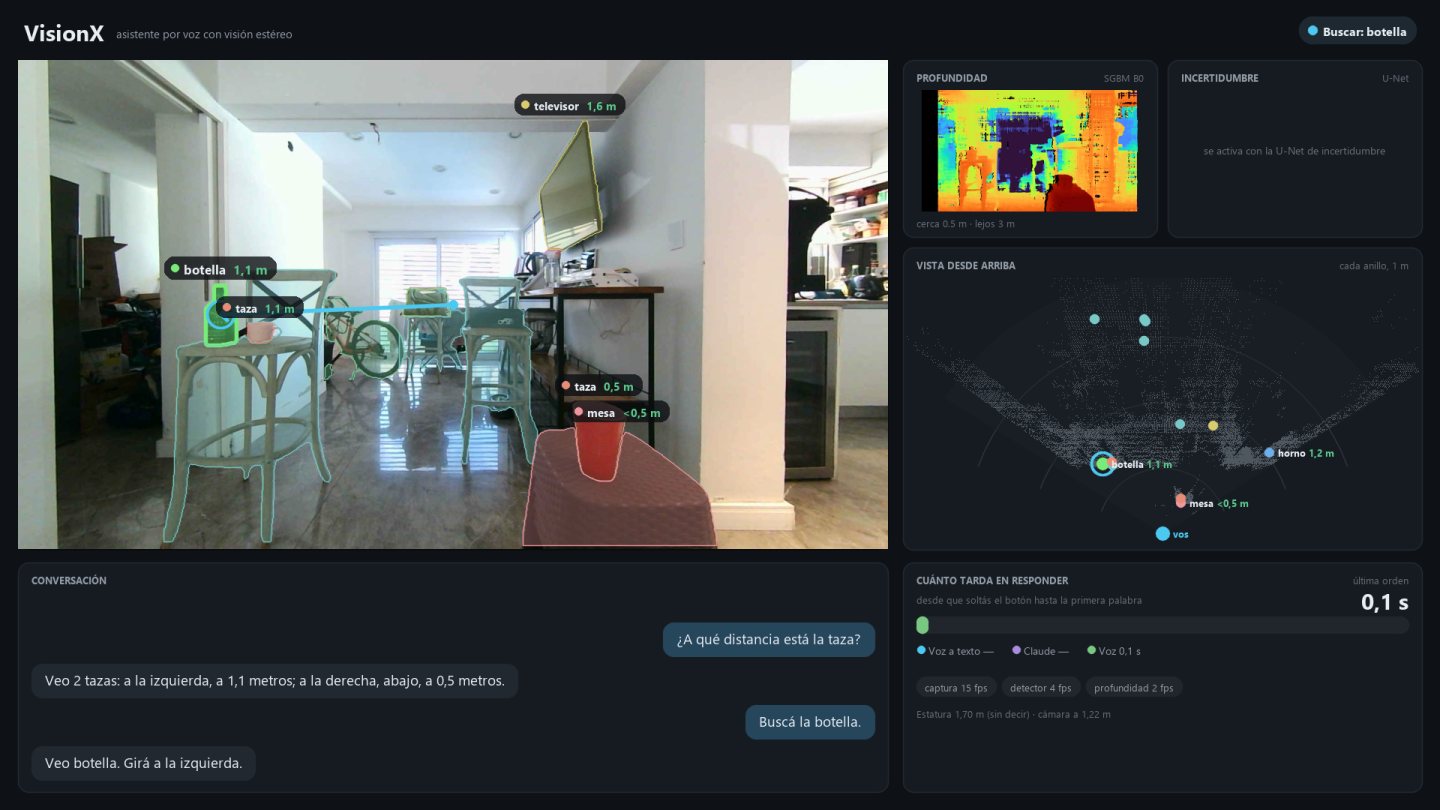 VisionX asistente por voz con visión estéreo
Buscar: botella
televisor 1,6 m
botella 1,1 m
taza 1,1 m
taza 0,5 m
mesa <0,5 m
PROFUNDIDAD SGBM B0
cerca 0.5 m · lejos 3 m
INCERTIDUMBRE U-Net
se activa con la U-Net de incertidumbre
VISTA DESDE ARRIBA cada anillo, 1 m
horno 1,2 m
botella 1,1 m
mesa <0,5 m
vos
CONVERSACIÓN
¿A qué distancia está la taza?
Veo 2 tazas: a la izquierda, a 1,1 metros; a la derecha, abajo, a 0,5 metros.
Buscá la botella.
Veo botella. Girá a la izquierda.
CUÁNTO TARDA EN RESPONDER última orden
desde que soltás el botón hasta la primera palabra 0,1 s
Voz a texto — Claude — Voz 0,1 s
captura 15 fps detector 4 fps profundidad 2 fps
Estatura 1,70 m (sin decir) · cámara a 1,22 m